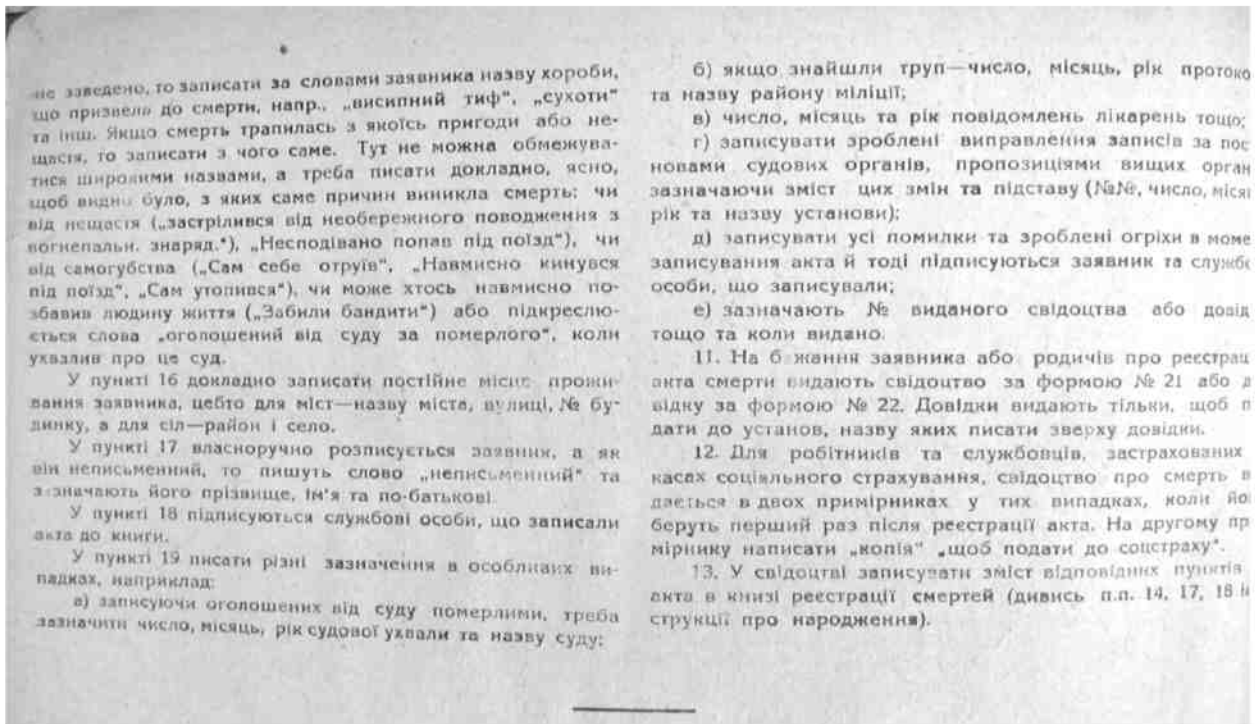 не заведено, то записати за словами заявника назву хороби,
що призвела до смерти, напр., „висипний тиф“, „сухоти“
та інш. Якщо смерть трапилась з якоїсь пригоди або не-
щастя, то записати з чого саме. Тут не можна обмежува-
тися широкими назвами, а треба писати докладно, ясно,
щоб видно було, з яких саме причин виникла смерть: чи
від нещастя („застрілився від необережного поводження з
вогнепальн. знаряд.“), „Несподівано попав під поїзд“), чи
від самогубства („Сам себе отруїв“, „Навмисно кинувся
під поїзд“, „Сам утопився“), чи може хтось навмисно по-
збавив людину життя („Забили бандити“) або підкреслю-
ється слова „оголошений від суду за померлого“, коли
ухвалив про це суд.
У пункті 16 докладно записати постійне місце прожи-
вання заявника, цебто для міст—назву міста, вулиці, № бу-
динку, а для сіл—район і село.
У пункті 17 власноручно розписується заявник, а як
він неписьменний, то пишуть слово „неписьменний“ та
зазначають його прізвище, ім'я та по-батькові.
У пункті 18 підписуються службові особи, що записали
акта до книги.
У пункті 19 писати різні зазначення в особливих ви-
падках, наприклад:
а) записуючи оголошених від суду померлими, треба
зазначити число, місяць, рік судової ухвали та назву суду;
б) якщо знайшли труп—число, місяць, рік протоко
та назву району міліції;
в) число, місяць та рік повідомлень лікарень тощо;
г) записувати зроблені виправлення записів за пос
новами судових органів, пропозиціями вищих орган
зазначаючи зміст цих змін та підставу (№№, число, міся
рік та назву установи);
д) записувати усі помилки та зроблені огріхи в моме
записування акта й тоді підписуються заявник та службо
особи, що записували;
е) зазначають № виданого свідоцтва або довід
тощо та коли видано.
11. На б жання заявника або родичів про реєстрац
акта смерти видають свідоцтво за формою № 21 або д
відку за формою № 22. Довідки видають тільки, щоб п
дати до установ, назву яких писати зверху довідки.
12. Для робітників та службовців, застрахованих
касах соціяльного страхування, свідоцтво про смерть в
дається в двох примірниках у тих випадках, коли йо
беруть перший раз після реєстрації акта. На другому пр
мірнику написати „копія“ „щоб подати до соцстраху“.
13. У свідоцтві записувати зміст відповідних пунктів
акта в книзі реєстрації смертей (дивись п.п. 14, 17, 18 Ін
струкції про народження).